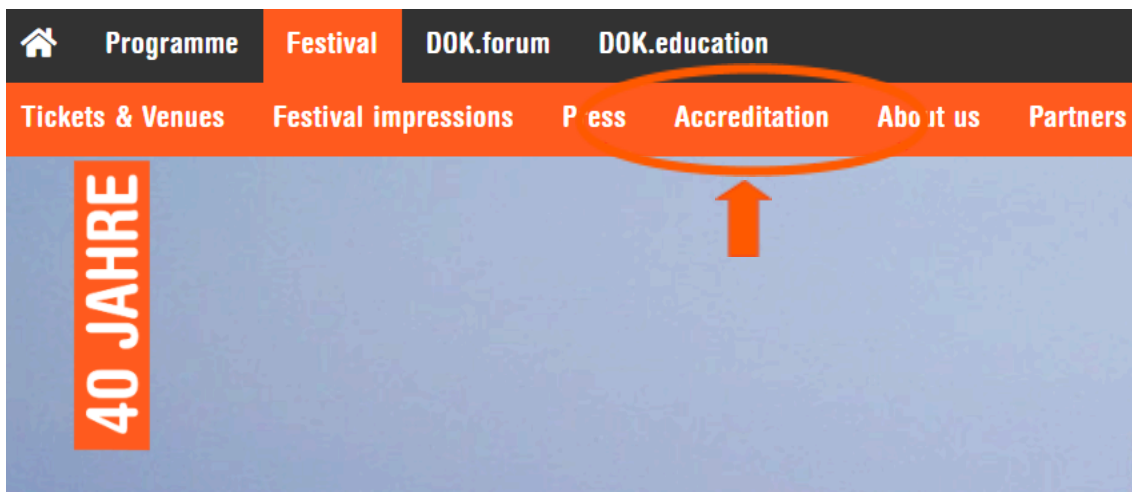 Programme Festival DOK.forum DOK.education
Tickets & Venues Festival impressions Press Accreditation About us Partners
40 JAHRE